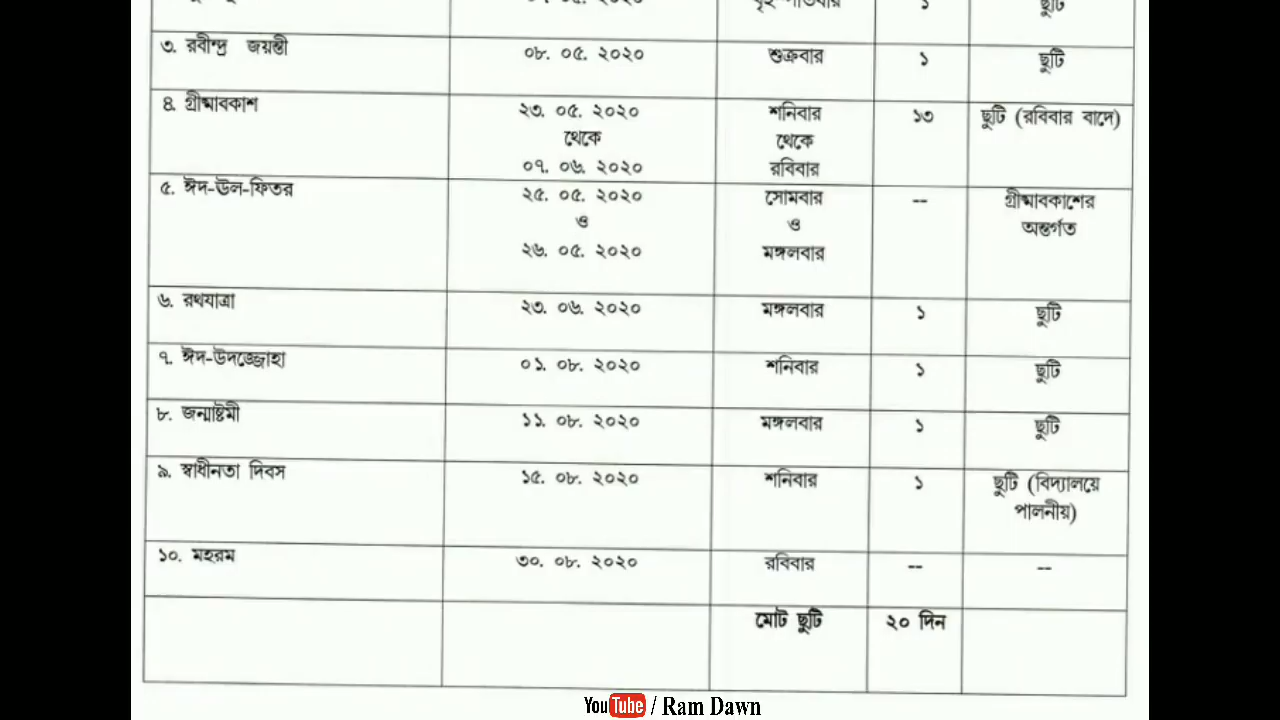 ১ ছুটি
৩. রবীন্দ্র জয়ন্তী ০৮. ০৫. ২০২০ শুক্রবার ১ ছুটি
৪. গ্রীষ্মাবকাশ ২৩. ০৫. ২০২০ শনিবার ১৩ ছুটি (রবিবার বাদে)
থেকে থেকে
০৭. ০৬. ২০২০ রবিবার
৫. ঈদ-উল-ফিতর ২৫. ০৫. ২০২০ সোমবার -- গ্রীষ্মাবকাশের
ও ও অন্তর্গত
২৬. ০৫. ২০২০ মঙ্গলবার
৬. রথযাত্রা ২৩. ০৬. ২০২০ মঙ্গলবার ১ ছুটি
৭. ঈদ-উদজ্জোহা ০১. ০৮. ২০২০ শনিবার ১ ছুটি
৮. জন্মাষ্টমী ১১. ০৮. ২০২০ মঙ্গলবার ১ ছুটি
৯. স্বাধীনতা দিবস ১৫. ০৮. ২০২০ শনিবার ১ ছুটি (বিদ্যালয়ে
পালনীয়)
১০. মহরম ৩০. ০৮. ২০২০ রবিবার -- --
মোট ছুটি ২০ দিন
YouTube / Ram Dawn